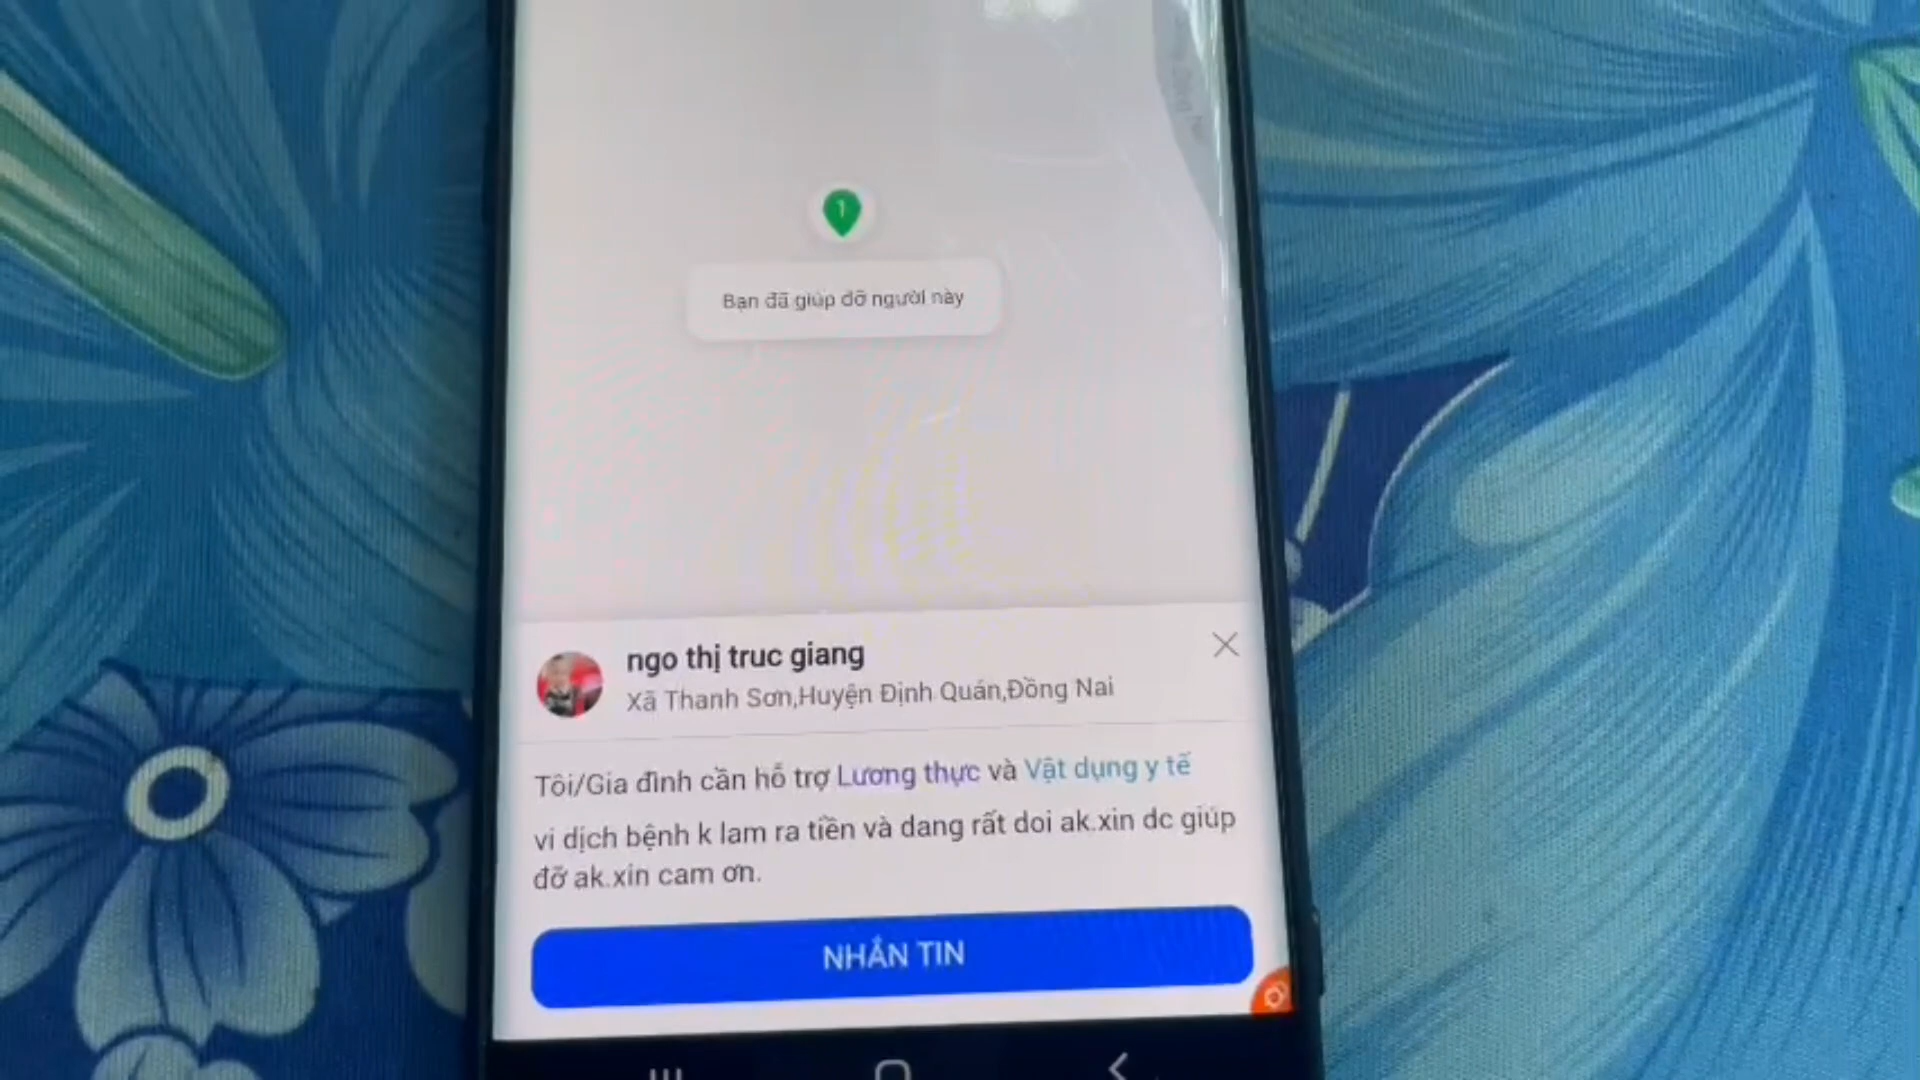 1
Bạn đã giúp đỡ người này
ngo thị truc giang
Xã Thanh Sơn,Huyện Định Quán,Đồng Nai
Tôi/Gia đình cần hỗ trợ Lương thực và Vật dụng y tế
vi dịch bệnh k lam ra tiền và dang rất doi ak.xin dc giúp
đỡ ak.xin cam ơn.
NHẮN TIN